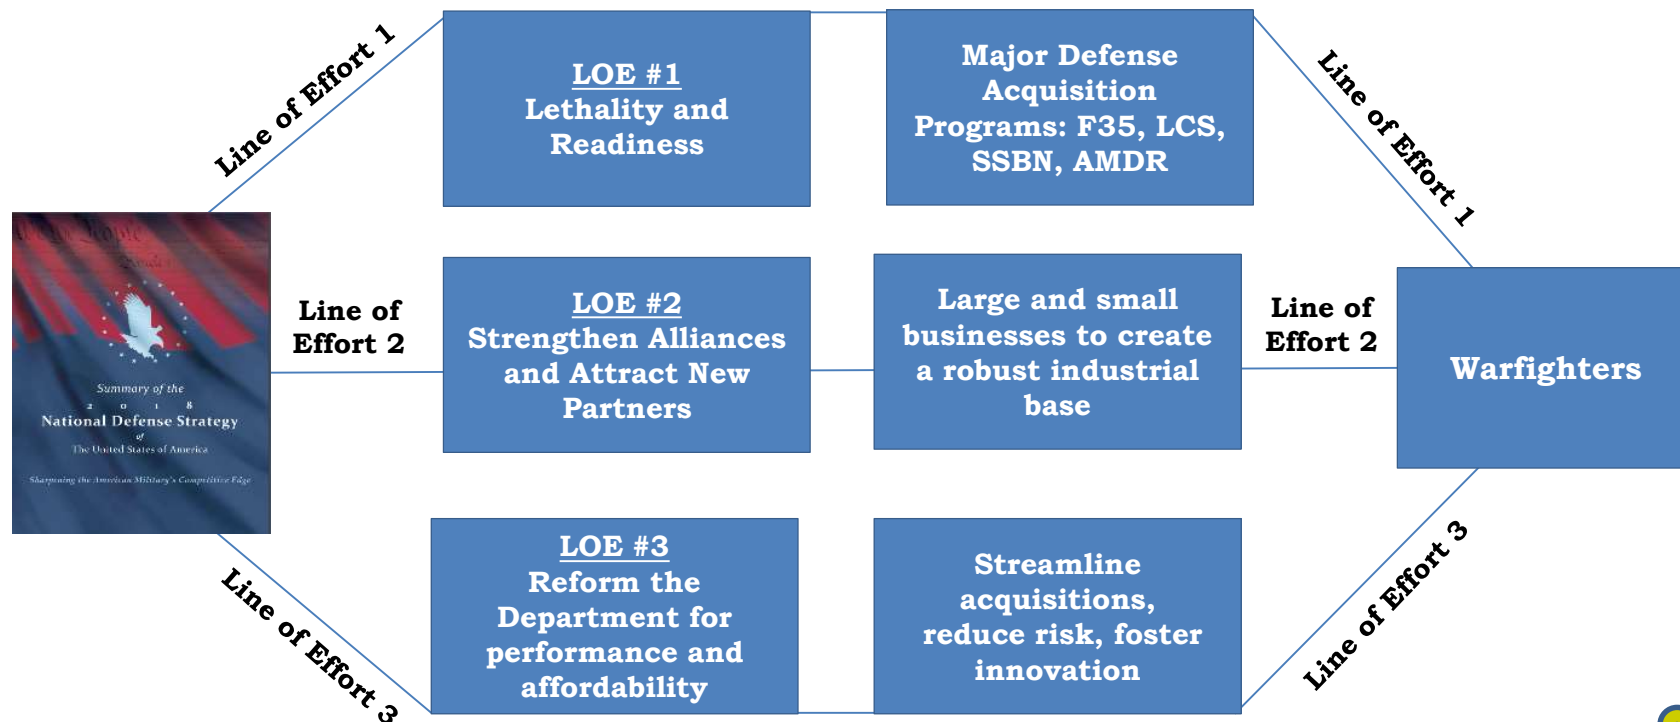 Line of Effort 1
LOE #1
Lethality and
Readiness
Major Defense
Acquisition
Programs: F35, LCS,
SSBN, AMDR
Line of Effort 1
We the People
Summary of the
2 0 1 8
National Defense Strategy
of
The United States of America
Sharpening the American Military's Competitive Edge
Line of
Effort 2
LOE #2
Strengthen Alliances
and Attract New
Partners
Large and small
businesses to create
a robust industrial
base
Line of
Effort 2
Warfighters
Line of Effort 3
LOE #3
Reform the
Department for
performance and
affordability
Streamline
acquisitions,
reduce risk, foster
innovation
Line of Effort 3